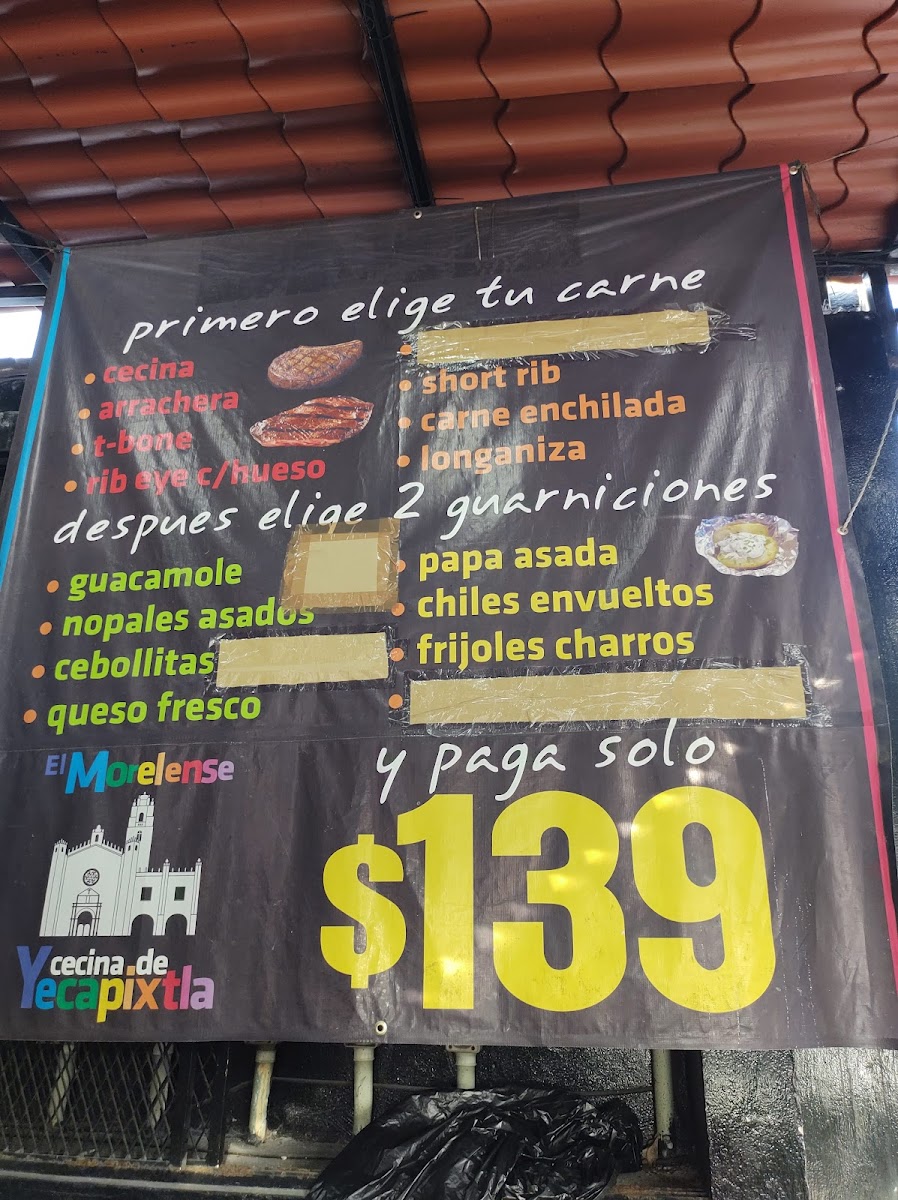 primero elige tu carne
• cecina
• arrachera
• t-bone
• rib eye c/hueso
•
• short rib
• carne enchilada
• longaniza
despues elige 2 guarniciones
• guacamole
• nopales asados
• cebollitas
• queso fresco
• papa asada
• chiles envueltos
• frijoles charros
•
y paga solo
$139
El Morelense
cecina de
Yecapixtla